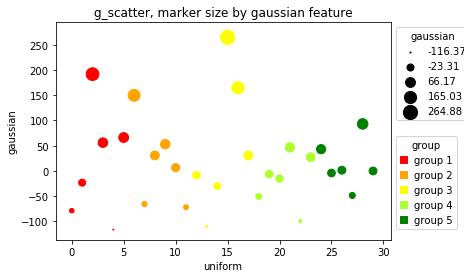 g_scatter, marker size by gaussian feature
gaussian
-116.37
-23.31
66.17
165.03
264.88
group
group 1
group 2
group 3
group 4
group 5
gaussian
250
200
150
100
50
0
−50
−100
0 5 10 15 20 25 30
uniform